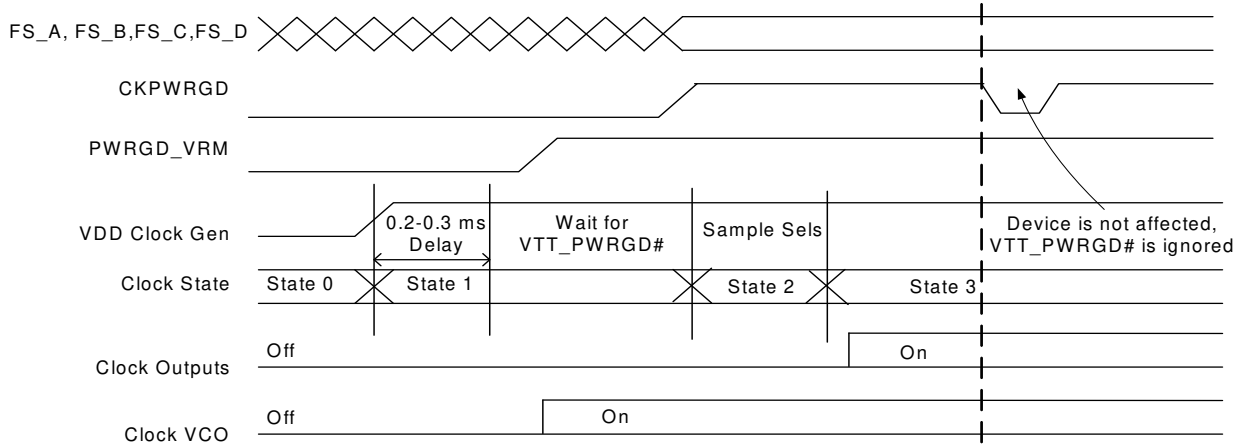 FS_A, FS_B,FS_C,FS_D
CKPWRGD
PWRGD_VRM
VDD Clock Gen
0.2-0.3 ms
Delay
Wait for
VTT_PWRGD#
Sample Sels
Device is not affected,
VTT_PWRGD# is ignored
Clock State
State 0
State 1
State 2
State 3
Clock Outputs
Off
On
Clock VCO
Off
On